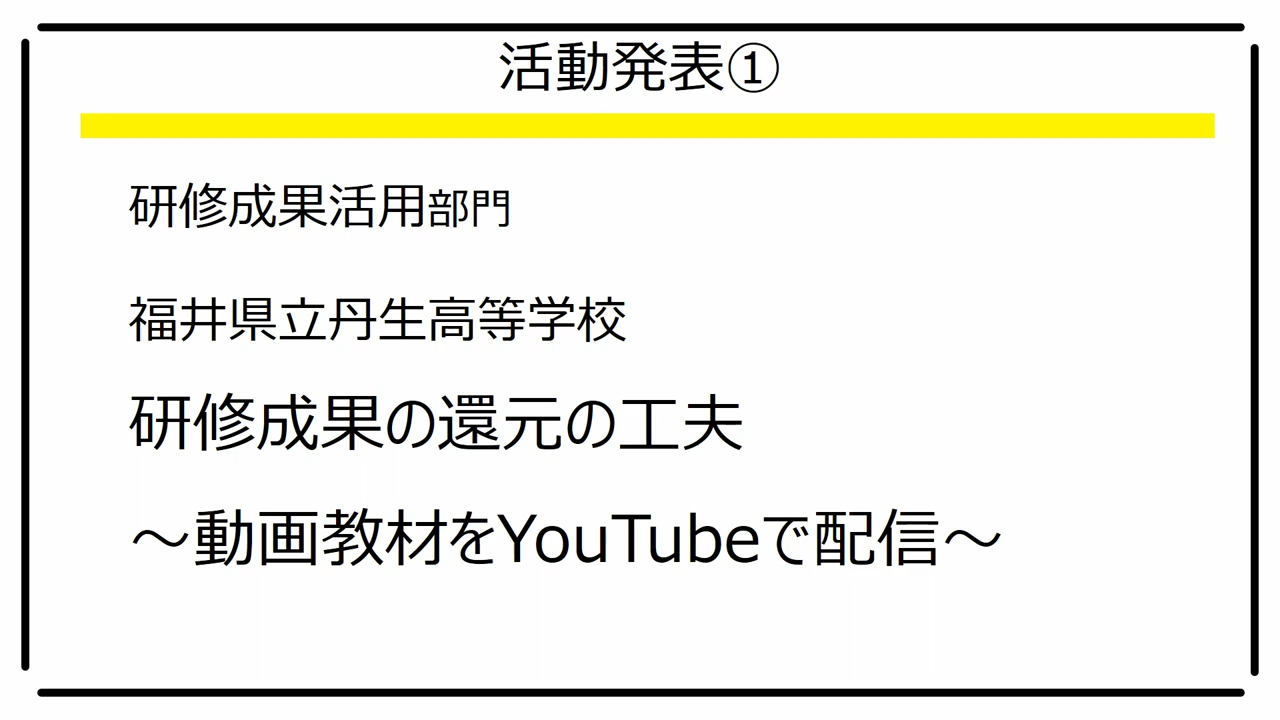 活動発表①
研修成果活用部門
福井県立丹生高等学校
研修成果の還元の工夫
～動画教材をYouTubeで配信～